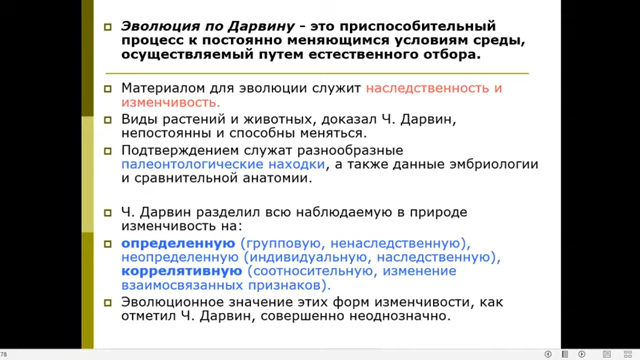 Эволюция по Дарвину – это приспособительный
процесс к постоянно меняющимся условиям среды,
осуществляемый путем естественного отбора.
Материалом для эволюции служит наследственность и
изменчивость.
Виды растений и животных, доказал Ч. Дарвин,
непостоянны и способны меняться.
Подтверждением служат разнообразные
палеонтологические находки, а также данные эмбриологии
и сравнительной анатомии.
Ч. Дарвин разделил всю наблюдаемую в природе
изменчивость на:
определенную (групповую, ненаследственную),
неопределенную (индивидуальную, наследственную),
коррелятивную (соотносительную, изменение
взаимосвязанных признаков).
Эволюционное значение этих форм изменчивости, как
отметил Ч. Дарвин, совершенно неоднозначно.
78